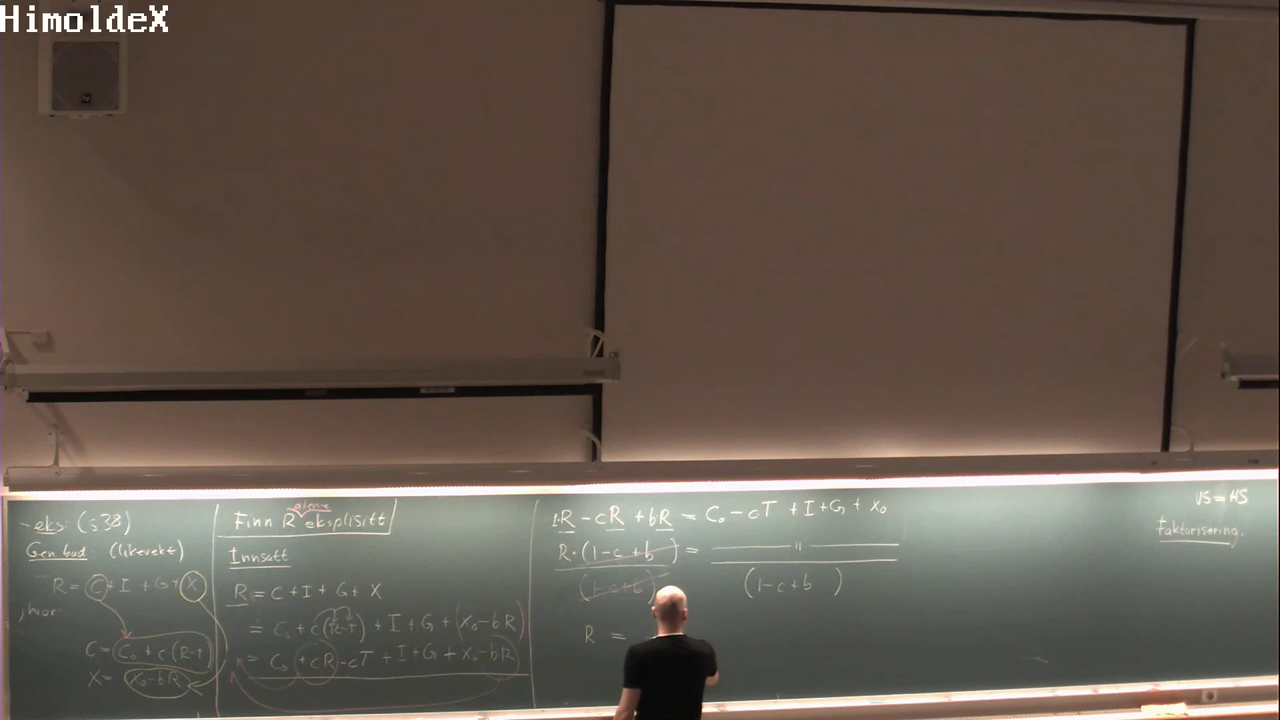 HimoldeX
- eks: (s 38)
Gen.bud: (likevekt)
R = C + I + G + X
, hvor
C = C₀ + c(R-T)
X = X₀-bR
alene
Finn R eksplisitt
Innsatt
R = C + I + G + X
= C₀ + c(R-T) + I + G + (X₀-bR)
= C₀ + cR - cT + I + G + X₀-bR
1R - cR + bR = C₀ - cT + I + G + X₀
R·(1-c+b) = —— " ——
(1-c+b) (1-c+b)
R =
VS = HS
Faktorisering.